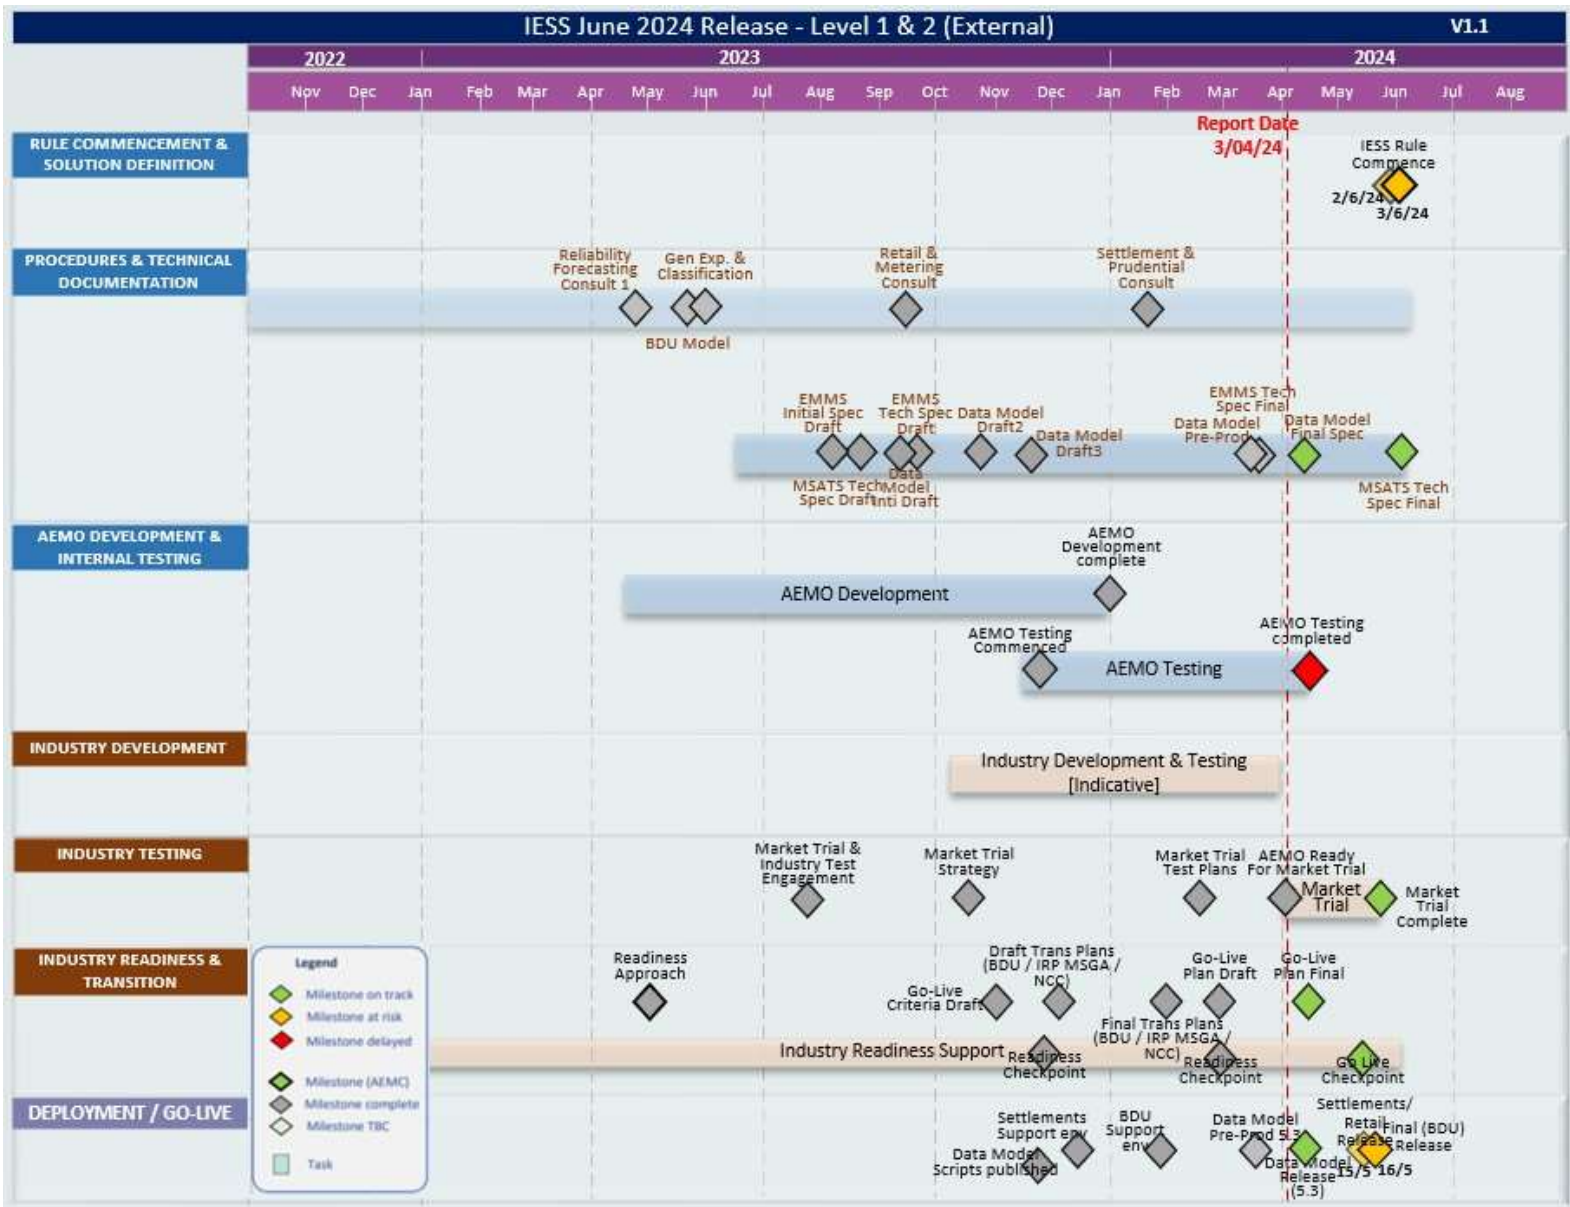 IESS June 2024 Release - Level 1 & 2 (External)
V1.1
2022
2023
2024
Nov Dec Jan Feb Mar Apr May Jun Jul Aug Sep Oct Nov Dec Jan Feb Mar Apr May Jun Jul Aug
Report Date
3/04/24
RULE COMMENCEMENT &
SOLUTION DEFINITION
IESS Rule
Commence
2/6/24
3/6/24
PROCEDURES & TECHNICAL
DOCUMENTATION
Reliability
Forecasting
Consult 1
Gen Exp. &
Classification
BDU Model
Retail &
Metering
Consult
Settlement &
Prudential
Consult
EMMS
Initial Spec
Draft
MSATS Tech
Spec Draft
EMMS
Tech Spec
Draft
Data
Model
Inti Draft
Data Model
Draft2
Data Model
Draft3
EMMS Tech
Spec Final
Data Model
Pre-Prod
Data Model
Final Spec
MSATS Tech
Spec Final
AEMO DEVELOPMENT &
INTERNAL TESTING
AEMO
Development
complete
AEMO Development
AEMO Testing
Commenced
AEMO Testing
AEMO Testing
completed
INDUSTRY DEVELOPMENT
Industry Development & Testing
[Indicative]
INDUSTRY TESTING
Market Trial &
Industry Test
Engagement
Market Trial
Strategy
Market Trial
Test Plans
AEMO Ready
For Market Trial
Market
Trial
Market
Trial
Complete
INDUSTRY READINESS &
TRANSITION
Readiness
Approach
Go-Live
Criteria Draft
Draft Trans Plans
(BDU / IRP MSGA /
NCC)
Final Trans Plans
(BDU / IRP MSGA /
NCC)
Go-Live
Plan Draft
Go-Live
Plan Final
Industry Readiness Support
Readiness
Checkpoint
Readiness
Checkpoint
Go Live
Checkpoint
DEPLOYMENT / GO-LIVE
Data Model
Scripts published
Settlements
Support env
BDU
Support
env
Data Model
Pre-Prod 5.3
Data Model
Release
(5.3)
Settlements/
Retail
Release
15/5
Final (BDU)
Release
16/5
Legend
Milestone on track
Milestone at risk
Milestone delayed
Milestone (AEMC)
Milestone complete
Milestone TBC
Task